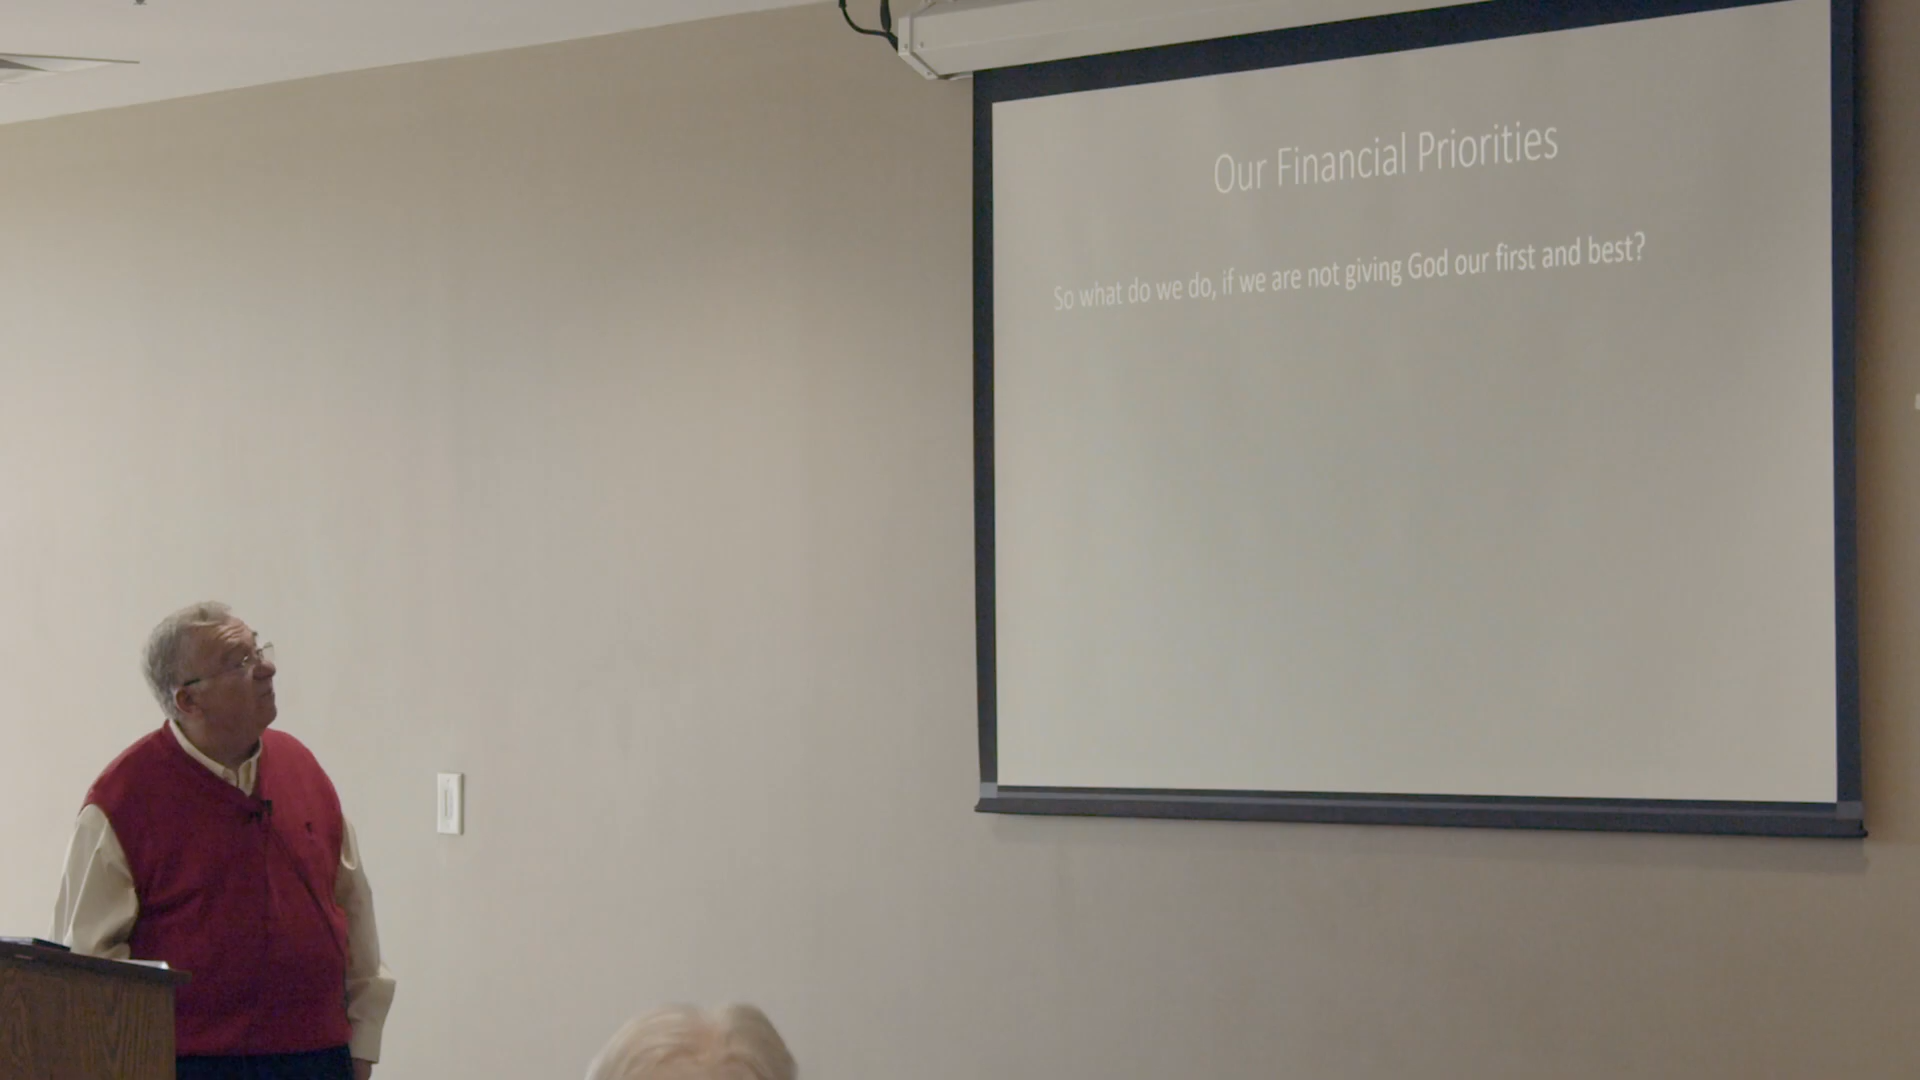 Our Financial Priorities
So what do we do, if we are not giving God our first and best?